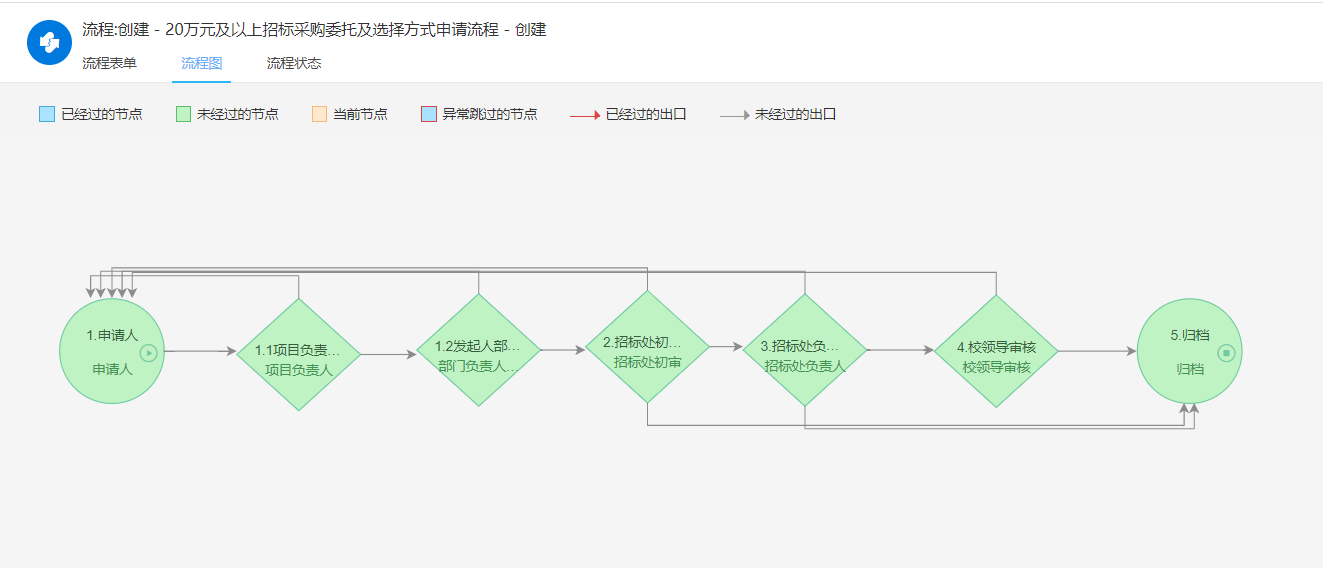 流程:创建 - 20万元及以上招标采购委托及选择方式申请流程 - 创建
流程表单 流程图 流程状态
已经过的节点 未经过的节点 当前节点 异常跳过的节点 已经过的出口 未经过的出口
1.申请人
申请人
1.1项目负责...
项目负责人
1.2发起人部...
部门负责人...
2.招标处初...
招标处初审
3.招标处负...
招标处负责人
4.校领导审核
校领导审核
5.归档
归档